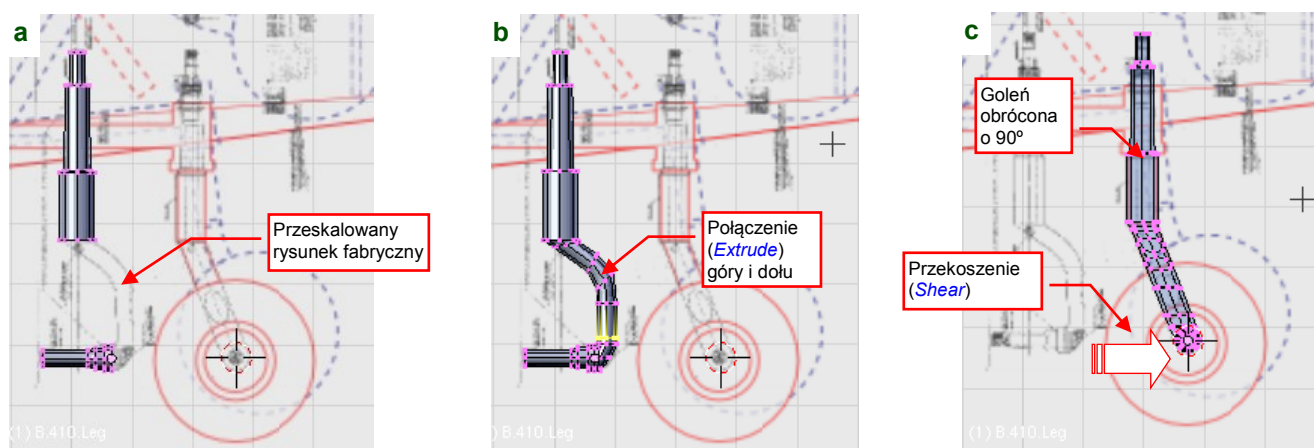 a
Przeskalowany
rysunek fabryczny
(1) B.410.Leg
b
Połączenie
(Extrude)
góry i dołu
(1) B.410.Leg
c
Goleń
obrócona
o 90º
Przekoszenie
(Shear)
(1) B.410.Leg